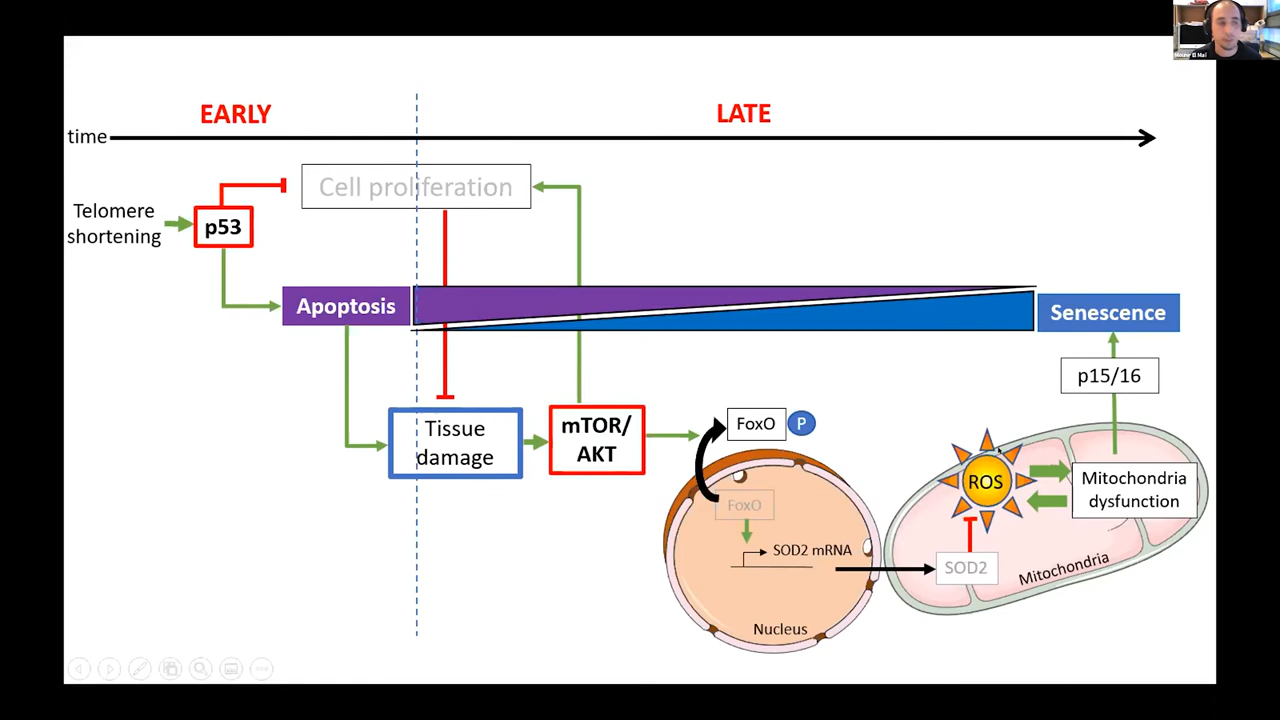 EARLY
LATE
time
Cell proliferation
Telomere
shortening
p53
Apoptosis
Senescence
p15/16
Tissue
damage
mTOR/
AKT
FoxO
P
ROS
Mitochondria
dysfunction
FoxO
SOD2 mRNA
SOD2
Mitochondria
Nucleus